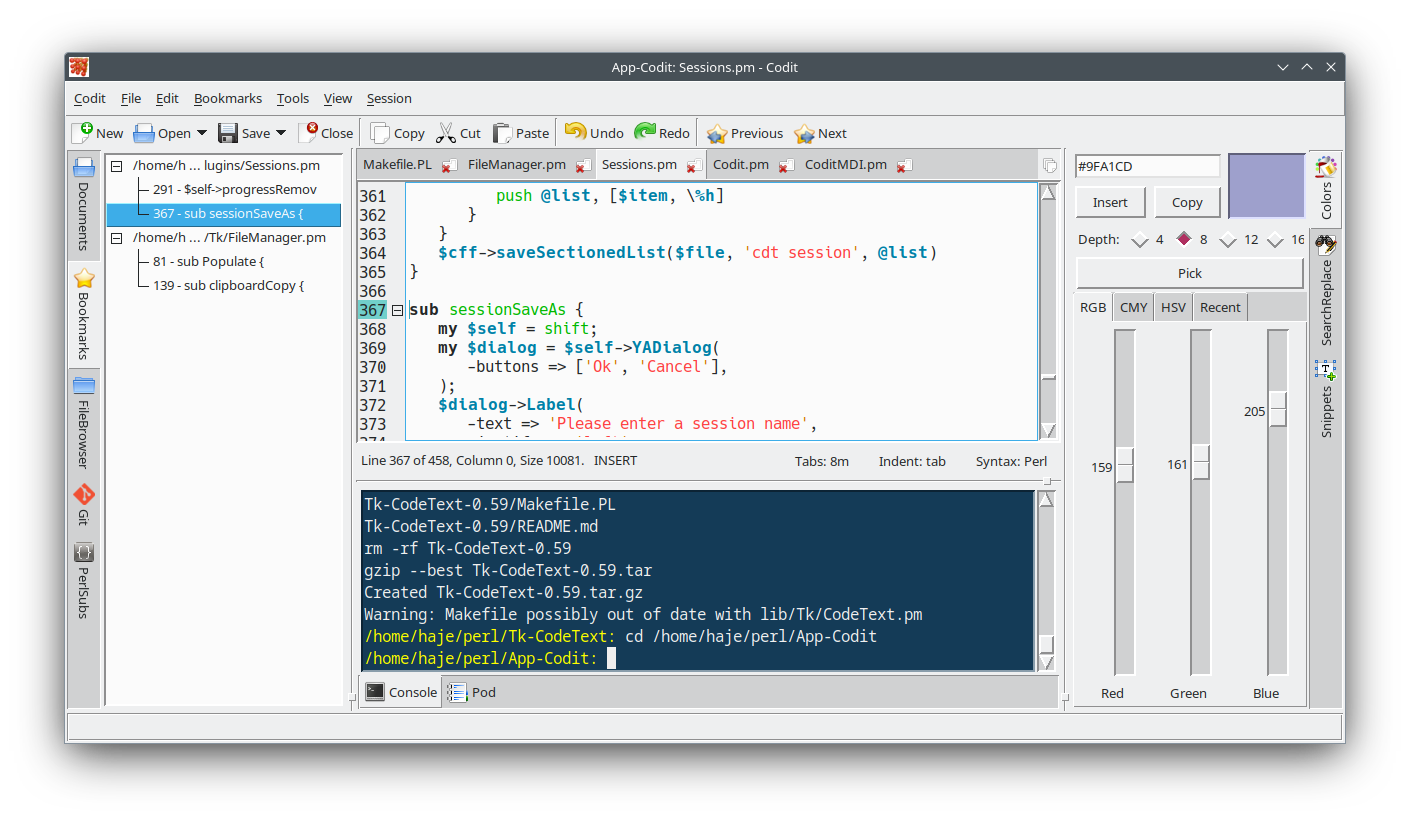 App-Codit: Sessions.pm - Codit
Codit File Edit Bookmarks Tools View Session
New Open Save Close Copy Cut Paste Undo Redo Previous Next
Documents
Bookmarks
FileBrowser
Git
PerlSubs
/home/h ... lugins/Sessions.pm
291 - $self->progressRemov
367 - sub sessionSaveAs {
/home/h ... /Tk/FileManager.pm
81 - sub Populate {
139 - sub clipboardCopy {
Makefile.PL FileManager.pm Sessions.pm Codit.pm CoditMDI.pm
361 push @list, [$item, \%h]
362 }
363 }
364 $cff->saveSectionedList($file, 'cdt session', @list)
365 }
366
367 sub sessionSaveAs {
368 my $self = shift;
369 my $dialog = $self->YADialog(
370 -buttons => ['Ok', 'Cancel'],
371 );
372 $dialog->Label(
373 -text => 'Please enter a session name',
Line 367 of 458, Column 0, Size 10081. INSERT Tabs: 8m Indent: tab Syntax: Perl
Tk-CodeText-0.59/Makefile.PL
Tk-CodeText-0.59/README.md
rm -rf Tk-CodeText-0.59
gzip --best Tk-CodeText-0.59.tar
Created Tk-CodeText-0.59.tar.gz
Warning: Makefile possibly out of date with lib/Tk/CodeText.pm
/home/haje/perl/Tk-CodeText: cd /home/haje/perl/App-Codit
/home/haje/perl/App-Codit:
Console Pod
#9FA1CD
Insert Copy
Depth: 4 8 12 16
Pick
RGB CMY HSV Recent
205
159 161
Red Green Blue
Colors
SearchReplace
T
Snippets